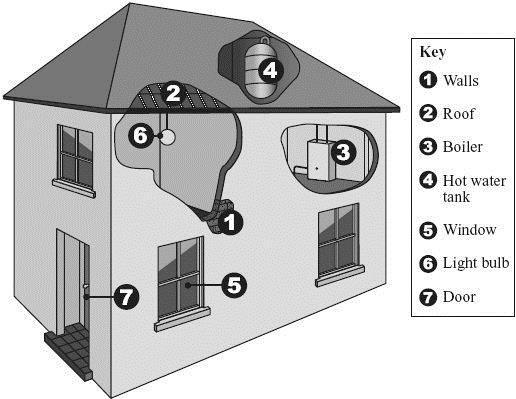 2
4
6
3
1
5
7
Key
1 Walls
2 Roof
3 Boiler
4 Hot water
tank
5 Window
6 Light bulb
7 Door